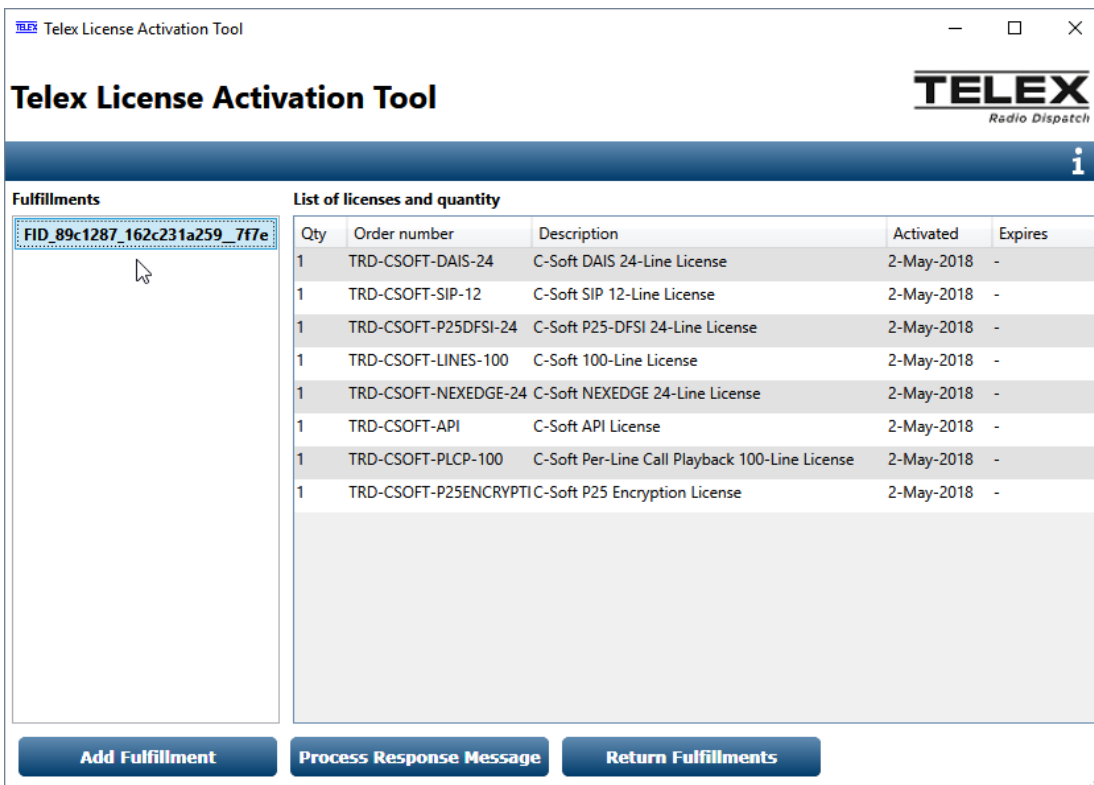 TELEX Telex License Activation Tool
Telex License Activation Tool
TELEX
Radio Dispatch
i
Fulfillments
FID_89c1287_162c231a259__7f7e
List of licenses and quantity
Qty Order number Description Activated Expires
1 TRD-CSOFT-DAIS-24 C-Soft DAIS 24-Line License 2-May-2018 -
1 TRD-CSOFT-SIP-12 C-Soft SIP 12-Line License 2-May-2018 -
1 TRD-CSOFT-P25DFSI-24 C-Soft P25-DFSI 24-Line License 2-May-2018 -
1 TRD-CSOFT-LINES-100 C-Soft 100-Line License 2-May-2018 -
1 TRD-CSOFT-NEXEDGE-24 C-Soft NEXEDGE 24-Line License 2-May-2018 -
1 TRD-CSOFT-API C-Soft API License 2-May-2018 -
1 TRD-CSOFT-PLCP-100 C-Soft Per-Line Call Playback 100-Line License 2-May-2018 -
1 TRD-CSOFT-P25ENCRYPTI C-Soft P25 Encryption License 2-May-2018 -
Add Fulfillment
Process Response Message
Return Fulfillments